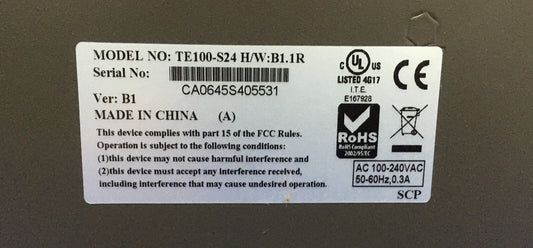 MODEL NO: TE100-S24 H/W:B1.1R
Serial No:
CA0645S405531
Ver: B1
MADE IN CHINA (A)
This device complies with part 15 of the FCC Rules.
Operation is subject to the following conditions:
(1)this device may not cause harmful interference and
(2)this device must accept any interference received,
including interference that may cause undesired operation.
C UL US
LISTED 4G17
I.T.E.
E167928
CE
RoHS
RoHS Compliant
2002/95/EC
AC 100-240VAC
50-60Hz,0.3A
SCP